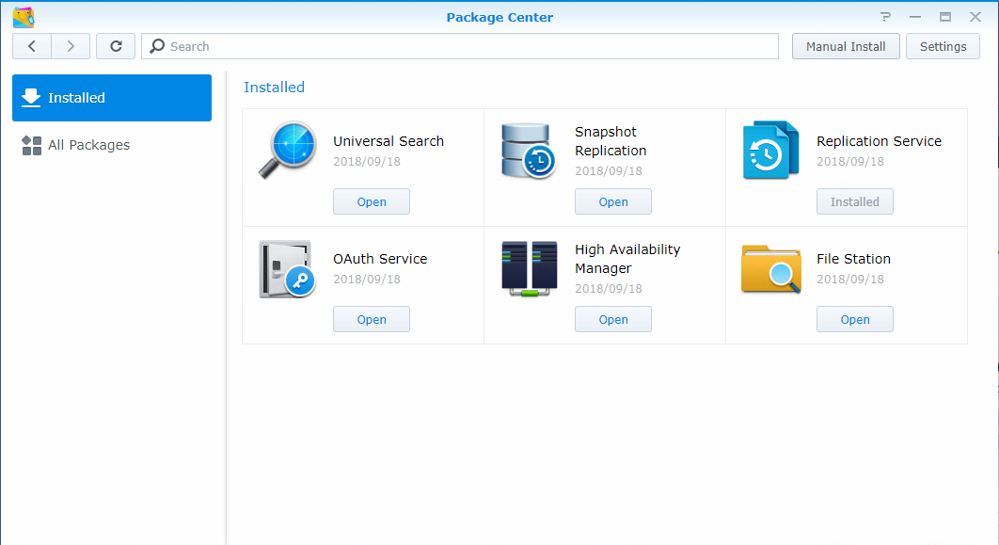 Package Center
Search
Manual Install
Settings
Installed
All Packages
Installed
Universal Search
2018/09/18
Open
Snapshot
Replication
2018/09/18
Open
Replication Service
2018/09/18
Installed
OAuth Service
2018/09/18
Open
High Availability
Manager
2018/09/18
Open
File Station
2018/09/18
Open